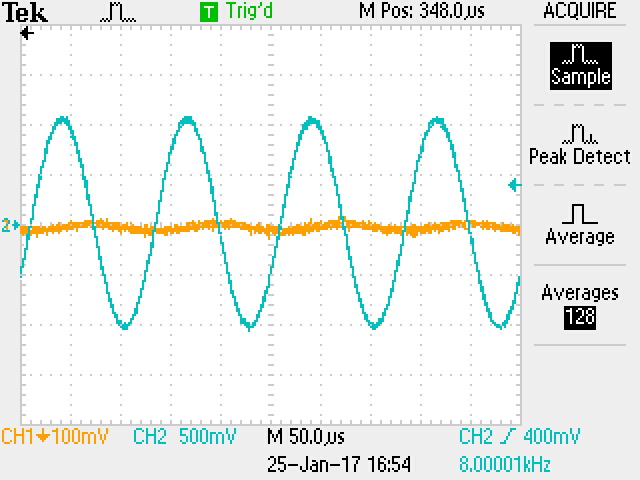 Tek T Trig'd M Pos: 348.0µs ACQUIRE
Sample
Peak Detect
2
Average
Averages
128
CH1 100mV CH2 500mV M 50.0µs CH2 400mV
25-Jan-17 16:54 8.00001kHz